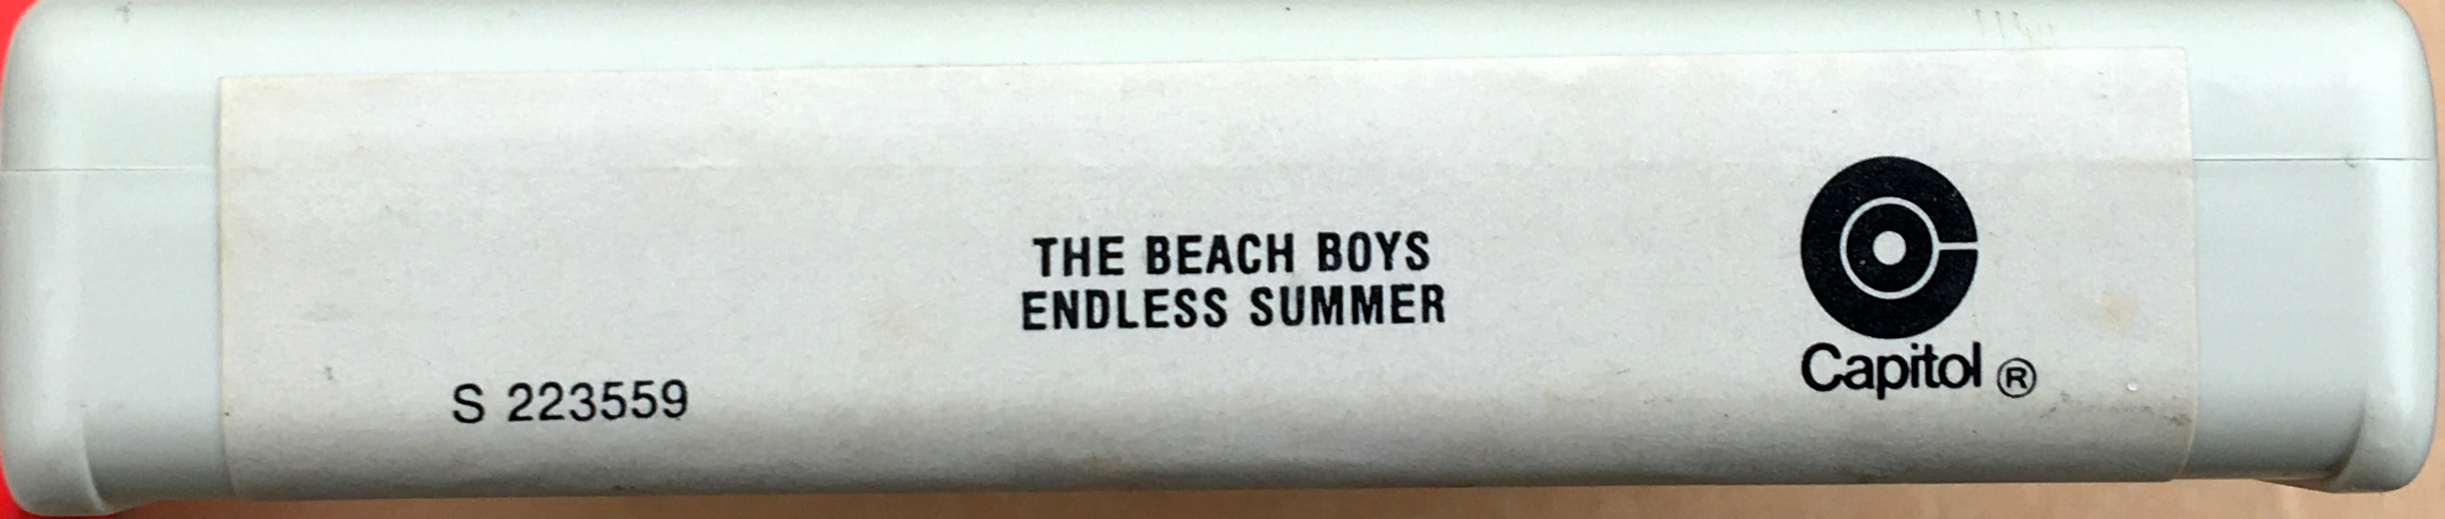 THE BEACH BOYS
ENDLESS SUMMER
Capitol ®
S 223559